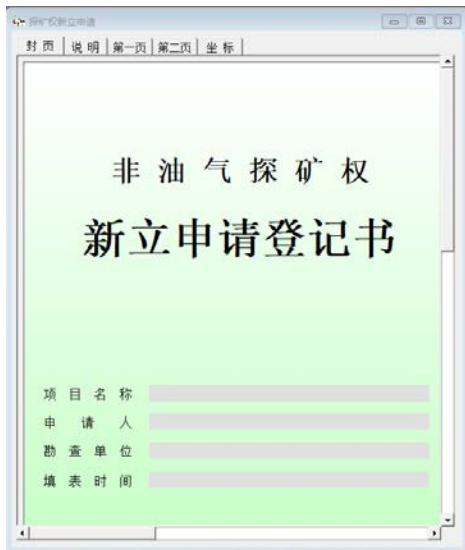 探矿权新立申请
封 页 说 明 第一页 第二页 坐 标
非 油 气 探 矿 权
新立申请登记书
项 目 名 称
申 请 人
勘 查 单 位
填 表 时 间